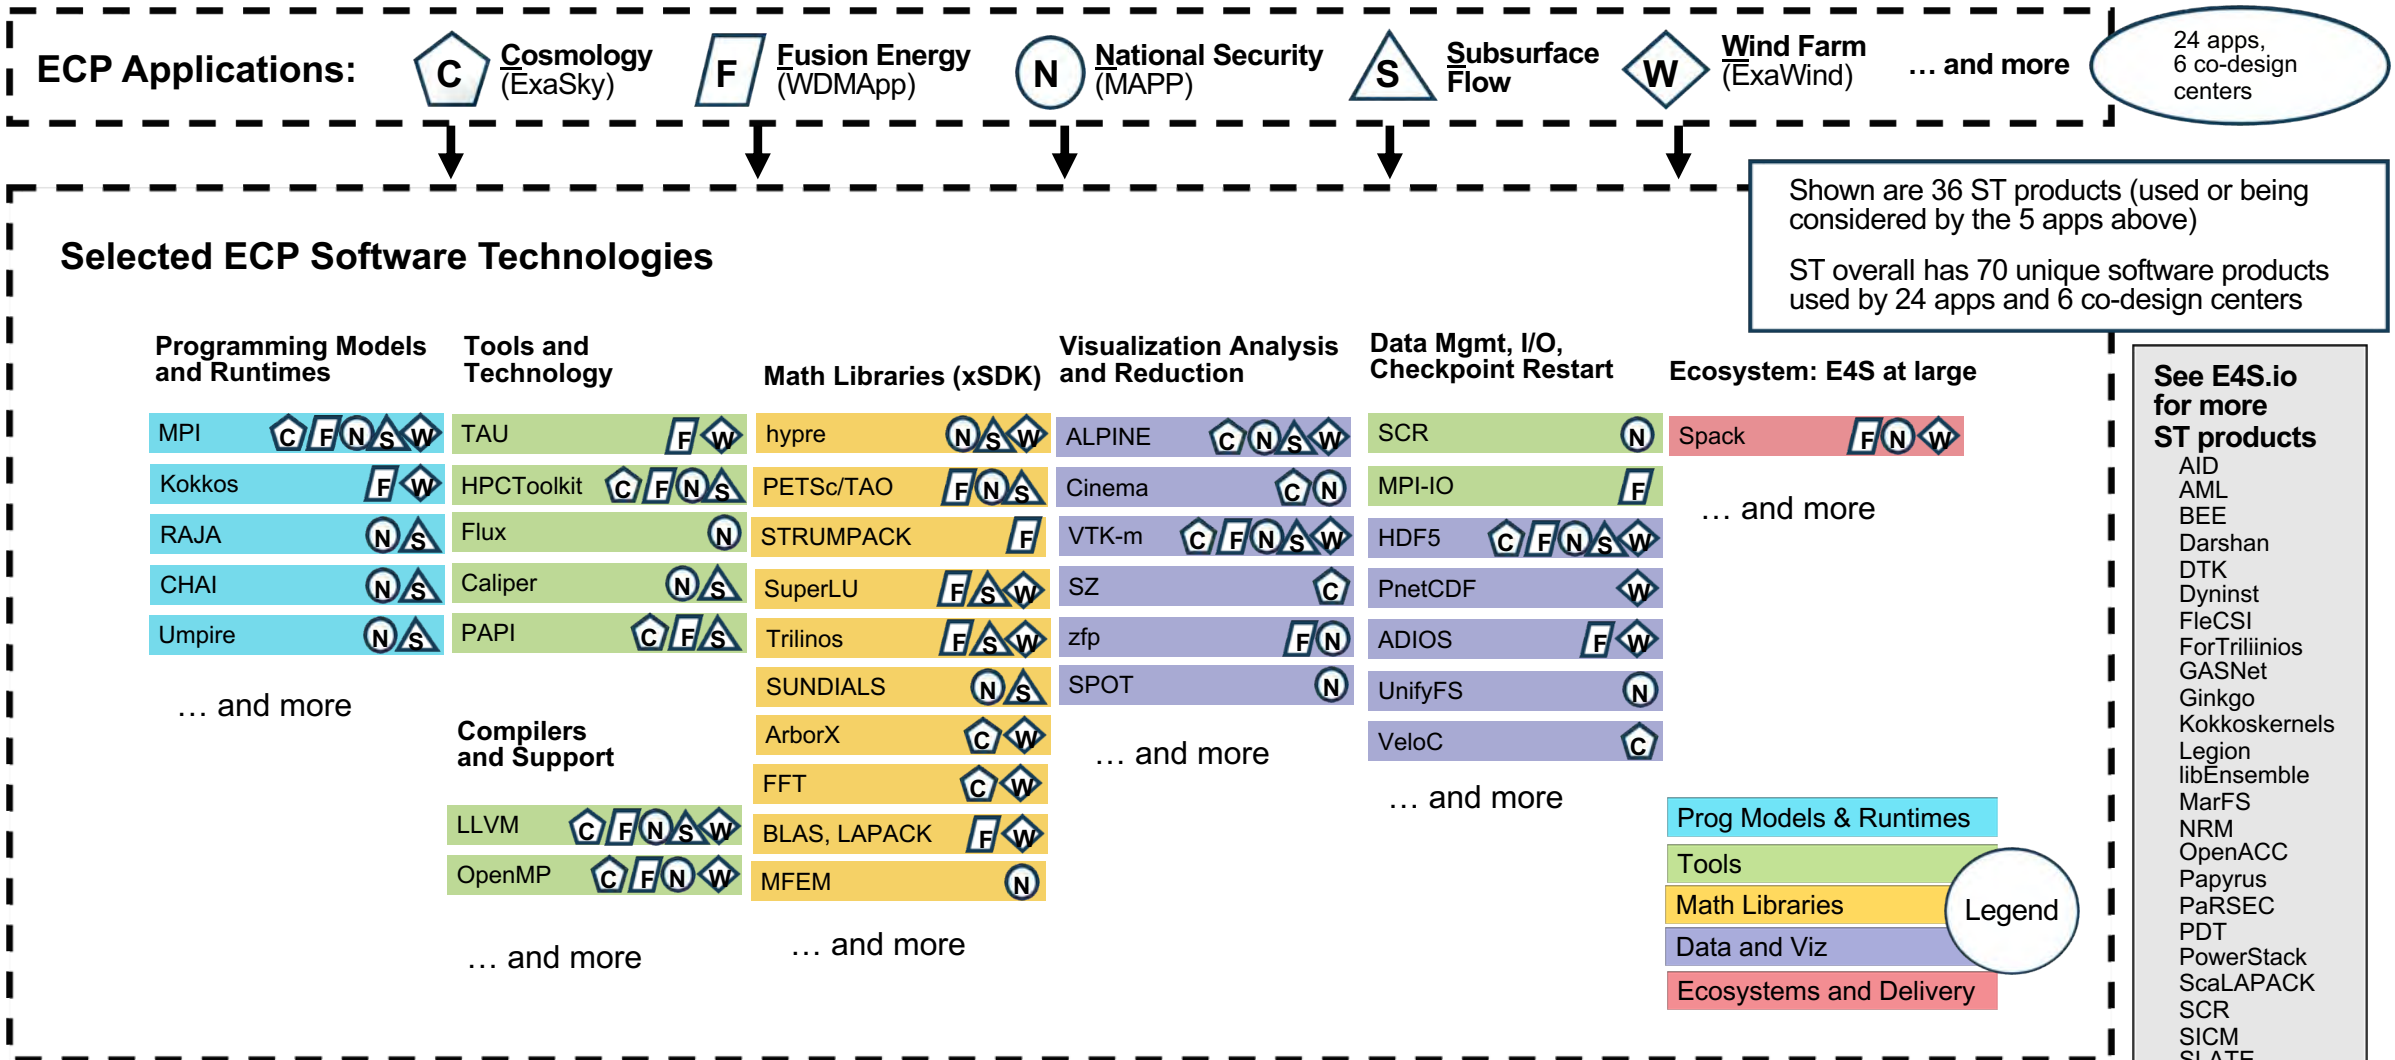 ECP Applications:
C
Cosmology
(ExaSky)
F
Fusion Energy
(WDMApp)
N
National Security
(MAPP)
S
Subsurface
Flow
W
Wind Farm
(ExaWind)
… and more
24 apps,
6 co-design
centers
Shown are 36 ST products (used or being
considered by the 5 apps above)
ST overall has 70 unique software products
used by 24 apps and 6 co-design centers
Selected ECP Software Technologies
Programming Models
and Runtimes
MPI C F N S W
Kokkos F W
RAJA N S
CHAI N S
Umpire N S
… and more
Tools and
Technology
TAU F W
HPCToolkit C F N S
Flux N
Caliper N S
PAPI C F S
Compilers
and Support
LLVM C F N S W
OpenMP C F N W
… and more
Math Libraries (xSDK)
hypre N S W
PETSc/TAO F N S
STRUMPACK F
SuperLU F S W
Trilinos F S W
SUNDIALS N S
ArborX C W
FFT C W
BLAS, LAPACK F W
MFEM N
… and more
Visualization Analysis
and Reduction
ALPINE C N S W
Cinema C N
VTK-m C F N S W
SZ C
zfp F N
SPOT N
… and more
Data Mgmt, I/O,
Checkpoint Restart
SCR N
MPI-IO F
HDF5 C F N S W
PnetCDF W
ADIOS F W
UnifyFS N
VeloC C
… and more
Ecosystem: E4S at large
Spack F N W
… and more
Prog Models & Runtimes
Tools
Math Libraries
Data and Viz
Ecosystems and Delivery
Legend
See E4S.io
for more
ST products
AID
AML
BEE
Darshan
DTK
Dyninst
FleCSI
ForTriliinios
GASNet
Ginkgo
Kokkoskernels
Legion
libEnsemble
MarFS
NRM
OpenACC
Papyrus
PaRSEC
PDT
PowerStack
ScaLAPACK
SCR
SICM
SLATE